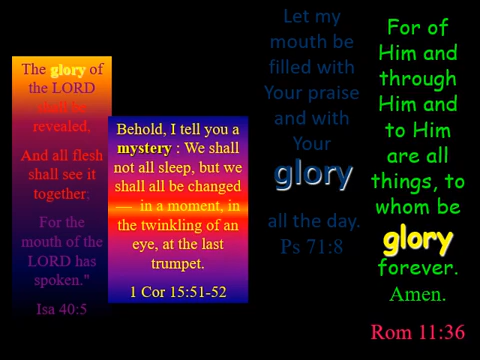 The glory of
the LORD
shall be
revealed,
And all flesh
shall see it
together;
For the
mouth of the
LORD has
spoken."
Isa 40:5
Behold, I tell you a
mystery : We shall
not all sleep, but we
shall all be changed
— in a moment, in
the twinkling of an
eye, at the last
trumpet.
1 Cor 15:51-52
Let my
mouth be
filled with
Your praise
and with
Your
glory
all the day.
Ps 71:8
For of
Him and
through
Him and
to Him
are all
things, to
whom be
glory
forever.
Amen.
Rom 11:36